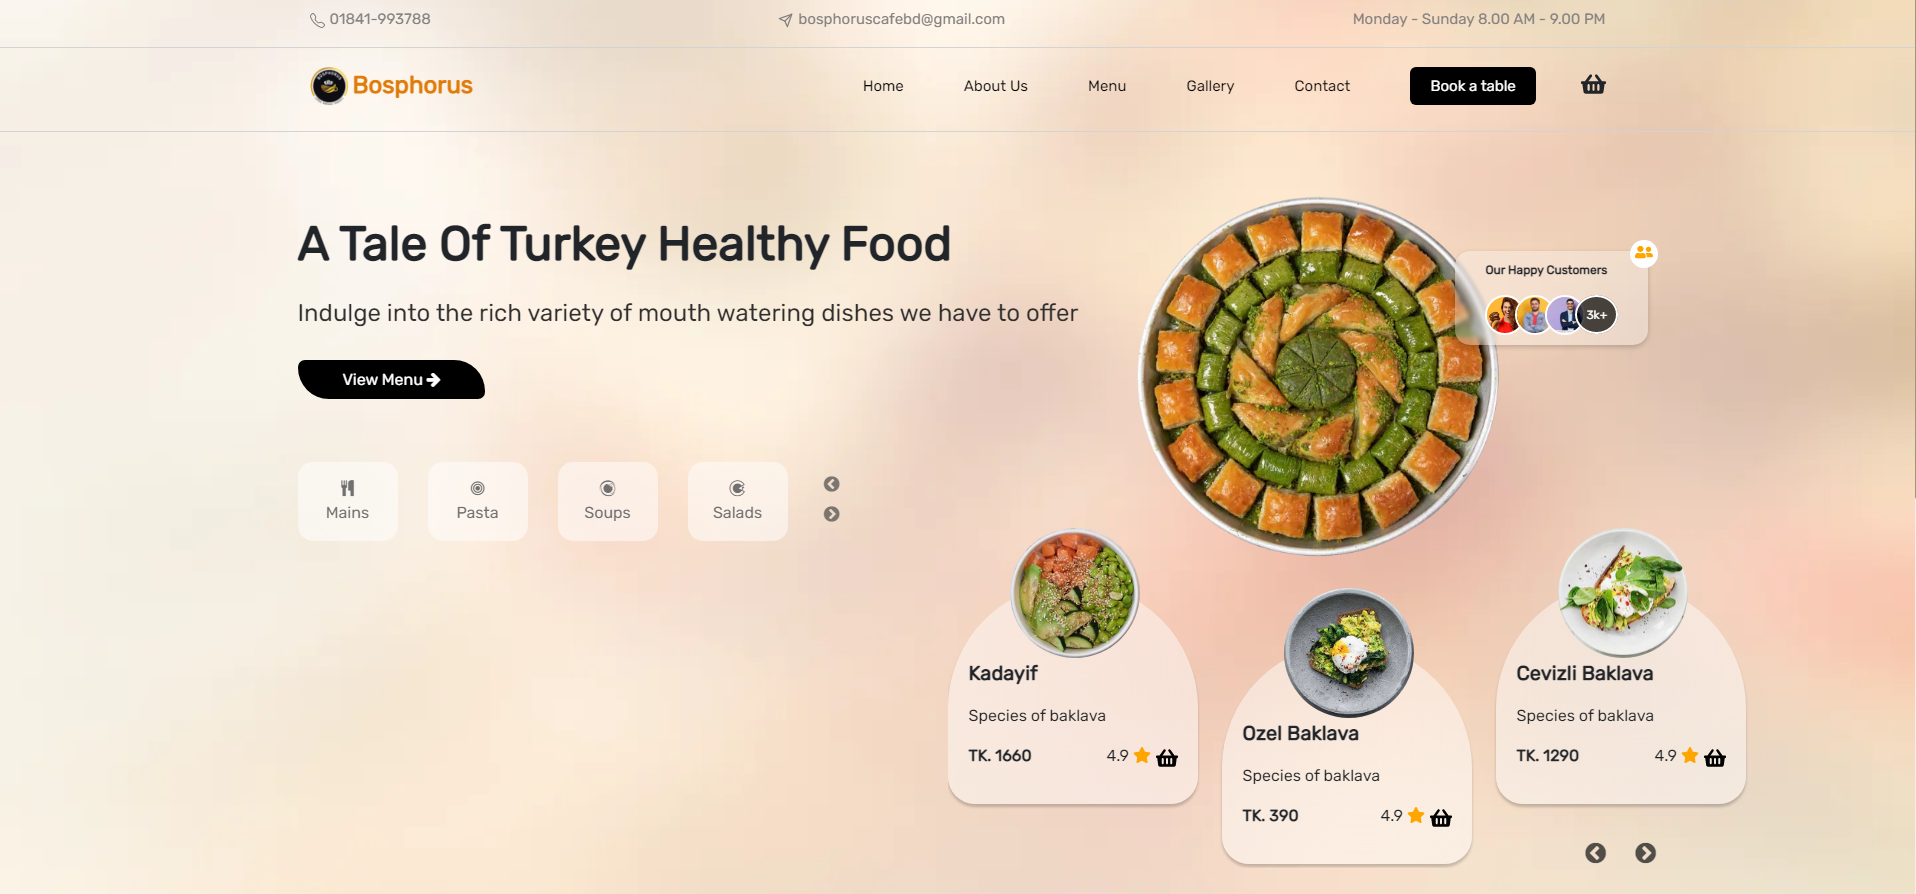 01841-993788
bosphoruscafebd@gmail.com
Monday - Sunday 8.00 AM - 9.00 PM
Bosphorus
Home
About Us
Menu
Gallery
Contact
Book a table
A Tale Of Turkey Healthy Food
Indulge into the rich variety of mouth watering dishes we have to offer
View Menu
Our Happy Customers
3k+
Mains
Pasta
Soups
Salads
Kadayif
Species of baklava
TK. 1660
4.9
Ozel Baklava
Species of baklava
TK. 390
4.9
Cevizli Baklava
Species of baklava
TK. 1290
4.9